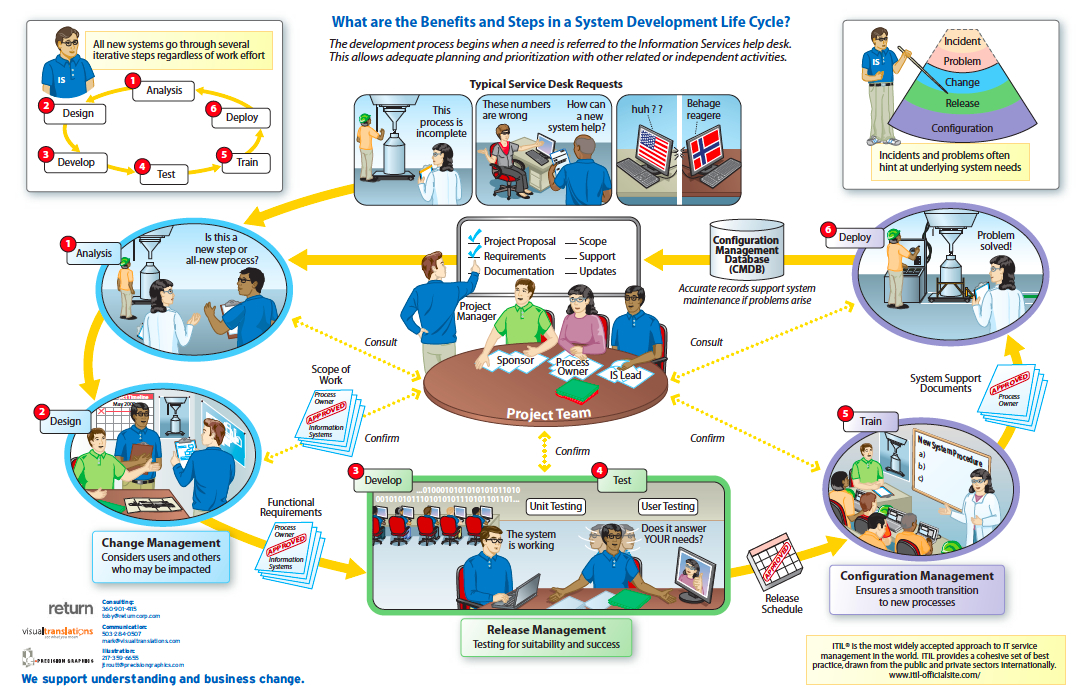 What are the Benefits and Steps in a System Development Life Cycle?
The development process begins when a need is referred to the Information Services help desk.
This allows adequate planning and prioritization with other related or independent activities.
IS
All new systems go through several
iterative steps regardless of work effort
1
Analysis
2
Design
3
Develop
4
Test
5
Train
6
Deploy
Typical Service Desk Requests
This
process is
incomplete
These numbers
are wrong
How can
a new
system help?
huh ? ?
Behage
reagere
IS
Incident
Problem
Change
Release
Configuration
Incidents and problems often
hint at underlying system needs
1
Analysis
Is this a
new step or
all-new process?
Project Proposal
Requirements
Documentation
Scope
Support
Updates
Project
Manager
Sponsor
Process
Owner
IS Lead
Project Team
Configuration
Management
Database
(CMDB)
Accurate records support system
maintenance if problems arise
6
Deploy
Problem
solved!
Consult
Consult
Scope of
Work
Process
Owner
APPROVED
Information
Systems
Confirm
Confirm
Confirm
System Support
Documents
APPROVED
Process
Owner
2
Design
Change Management
Considers users and others
who may be impacted
Functional
Requirements
Process
Owner
APPROVED
Information
Systems
3
Develop
4
Test
Unit Testing
User Testing
The system
is working
Does it answer
YOUR needs?
Release Management
Testing for suitability and success
APPROVED
Release
Schedule
5
Train
New System Procedure
a)
b)
c)
Configuration Management
Ensures a smooth transition
to new processes
return
Consulting:
360-901-4115
toby@returncorp.com
visualtranslations
Communication:
503-284-0507
mark@visualtranslations.com
PRECISION GRAPHICS
Illustration:
217-359-6655
jtroutt@precisiongraphics.com
We support understanding and business change.
ITIL® is the most widely accepted approach to IT service
management in the world. ITIL provides a cohesive set of best
practice, drawn from the public and private sectors internationally.
www.itil-officialsite.com/